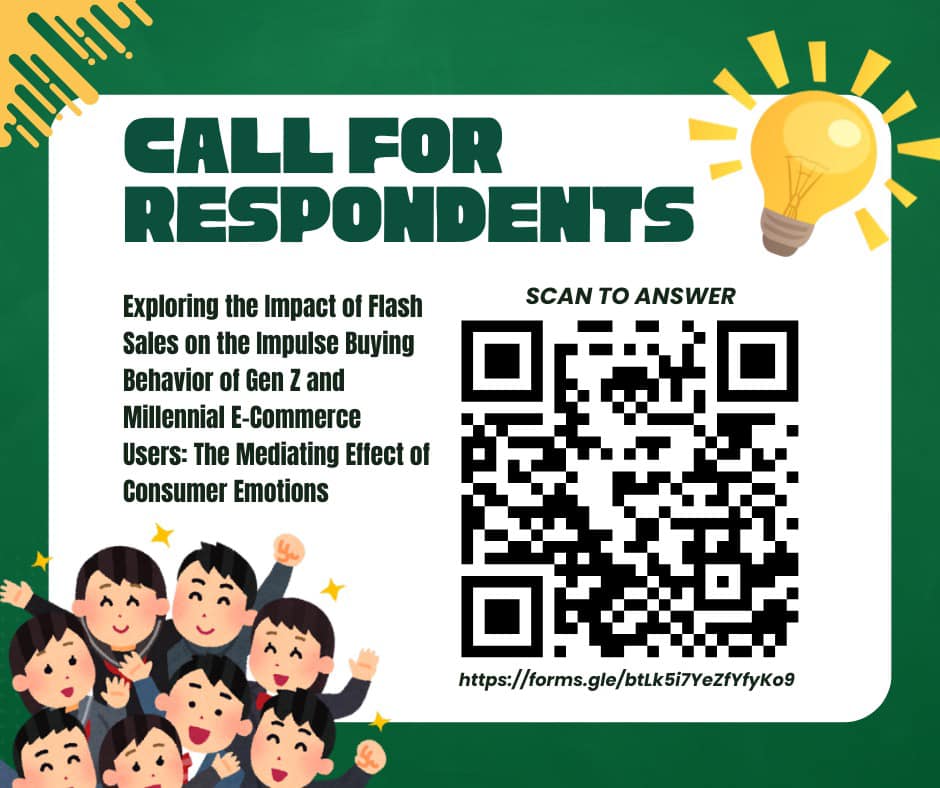 CALL FOR
RESPONDENTS
Exploring the Impact of Flash
Sales on the Impulse Buying
Behavior of Gen Z and
Millennial E-Commerce
Users: The Mediating Effect of
Consumer Emotions
SCAN TO ANSWER
https://forms.gle/btLk5i7YeZfYfyKo9